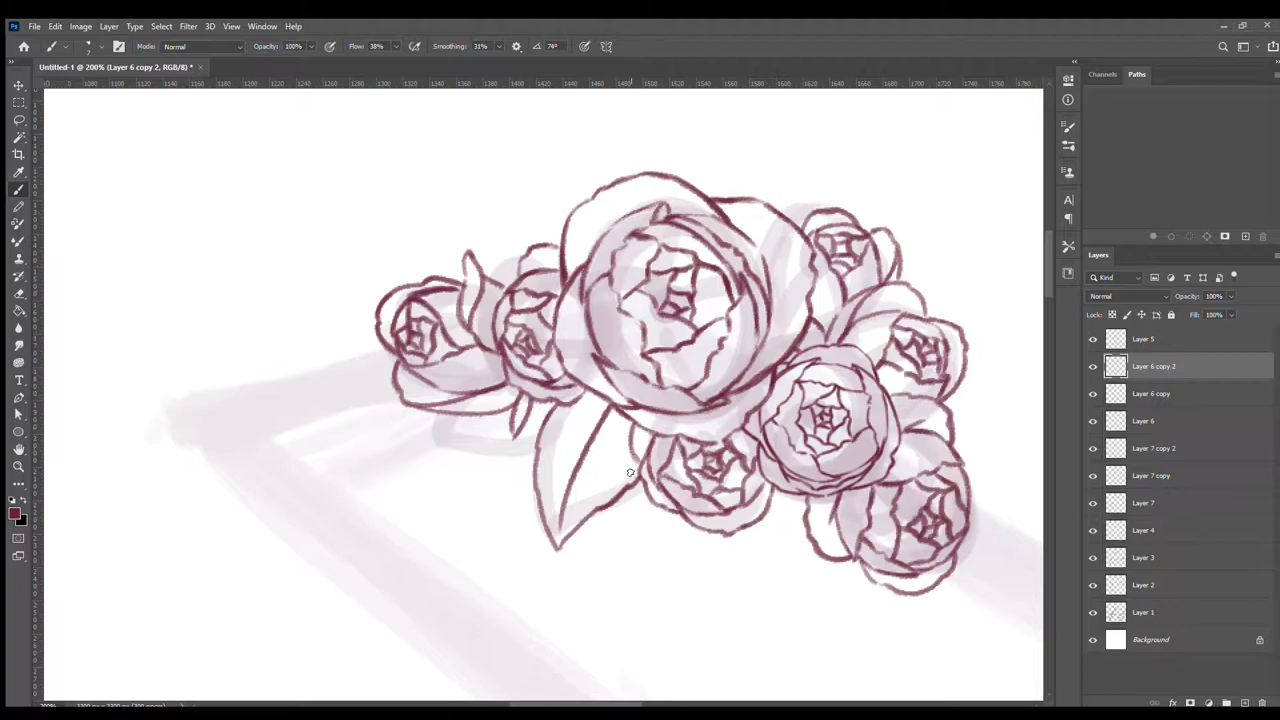 Ps File Edit Image Layer Type Select Filter 3D View Window Help
Mode: Normal Opacity: 100% Flow: 38% Smoothing: 31% 74°
Untitled-1 @ 200% (Layer 6 copy 2, RGB/8) * ×
Channels Paths
Layers
Kind
Normal Opacity: 100%
Lock: Fill: 100%
Layer 5
Layer 6 copy 2
Layer 6 copy
Layer 6
Layer 7 copy 2
Layer 7 copy
Layer 7
Layer 4
Layer 3
Layer 2
Layer 1
Background